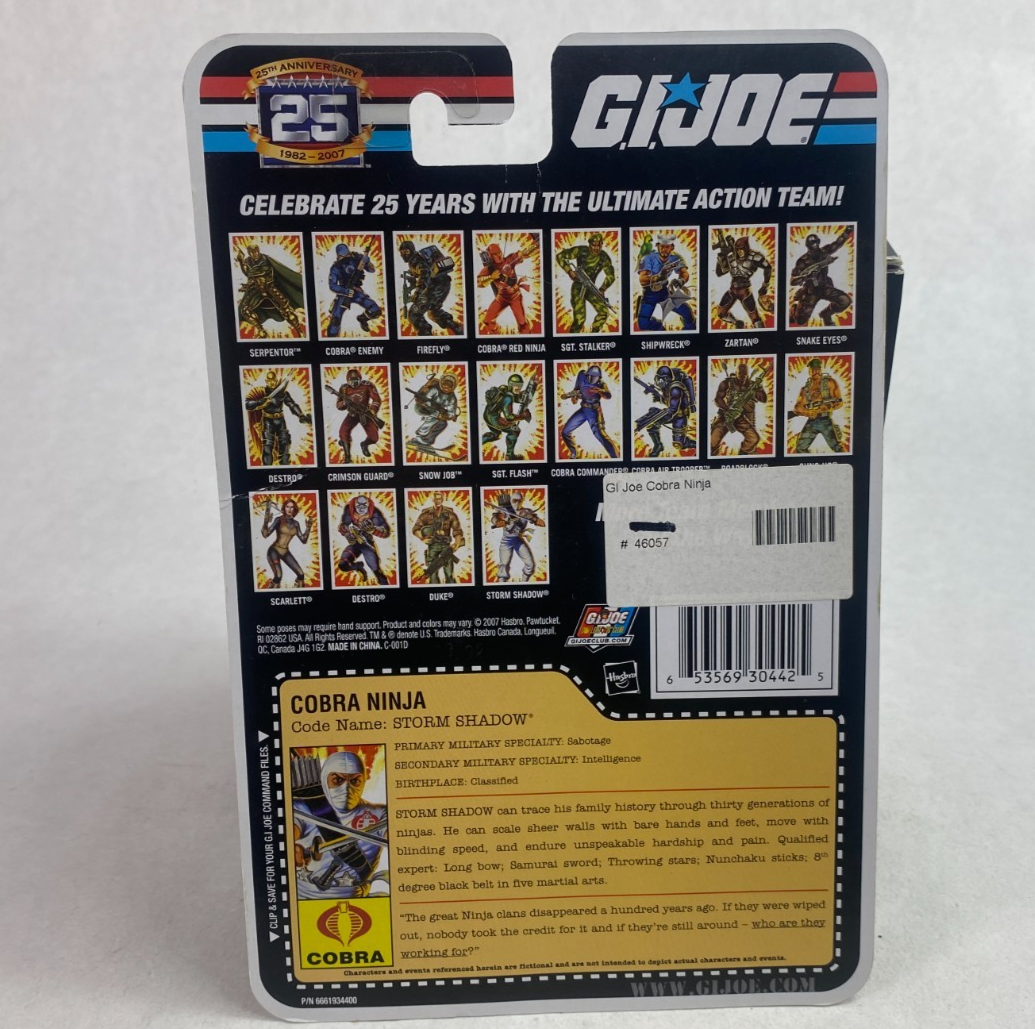 25TH ANNIVERSARY
25
1982 – 2007
G.I.JOE®
CELEBRATE 25 YEARS WITH THE ULTIMATE ACTION TEAM!
SERPENTOR™ COBRA® ENEMY FIREFLY® COBRA® RED NINJA SGT. STALKER® SHIPWRECK® ZARTAN® SNAKE EYES®
DESTRO® CRIMSON GUARD® SNOW JOB™ SGT. FLASH™ COBRA COMMANDER® COBRA AIR TROOPER™ ROADBLOCK®
SCARLETT® DESTRO® DUKE® STORM SHADOW®
GI Joe Cobra Ninja
# 46057
Some poses may require hand support. Product and colors may vary. © 2007 Hasbro. Pawtucket,
RI 02862 USA. All Rights Reserved. TM & ® denote U.S. Trademarks. Hasbro Canada, Longueuil,
QC, Canada J4G 1G2. MADE IN CHINA. C-001D
G.I.JOE
GIJOECLUB.COM
Hasbro
6 53569 30442 5
CLIP & SAVE FOR YOUR G.I. JOE COMMAND FILES.
COBRA NINJA
Code Name: STORM SHADOW®
PRIMARY MILITARY SPECIALTY: Sabotage
SECONDARY MILITARY SPECIALTY: Intelligence
BIRTHPLACE: Classified
STORM SHADOW can trace his family history through thirty generations of
ninjas. He can scale sheer walls with bare hands and feet, move with
blinding speed, and endure unspeakable hardship and pain. Qualified
expert: Long bow; Samurai sword; Throwing stars; Nunchaku sticks; 8th
degree black belt in five martial arts.
"The great Ninja clans disappeared a hundred years ago. If they were wiped
out, nobody took the credit for it and if they're still around – who are they
working for?"
COBRA
Characters and events referenced herein are fictional and are not intended to depict actual characters and events.
WWW.GIJOE.COM
P/N 6661934400